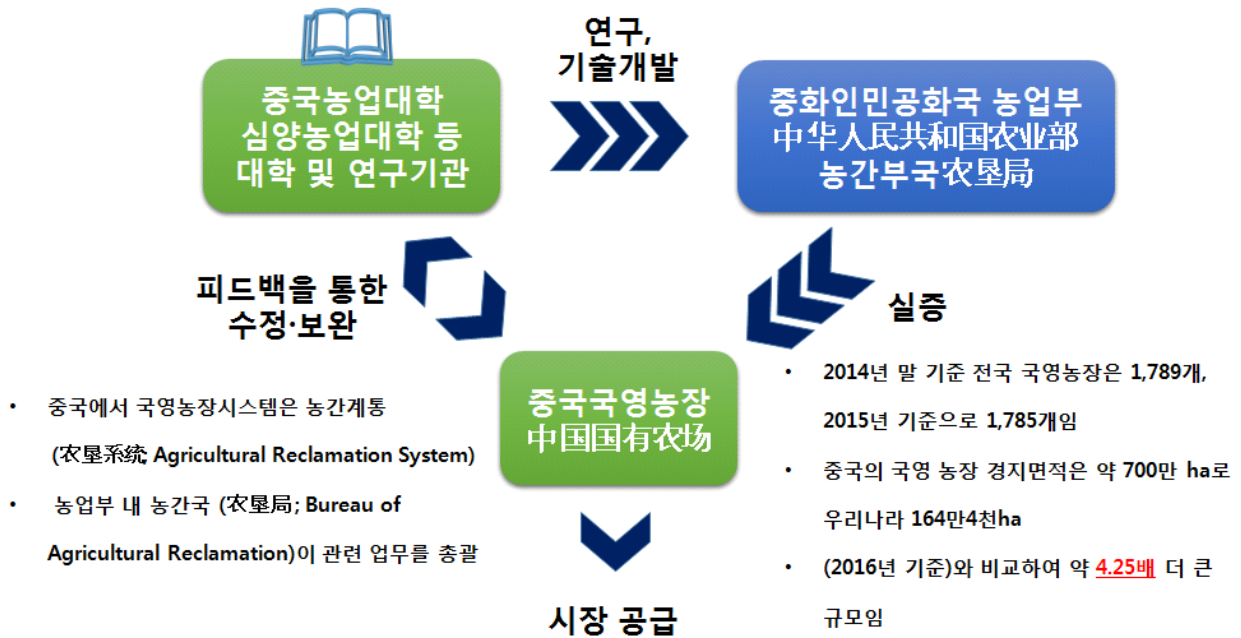 연구,
기술개발
중국농업대학
심양농업대학 등
대학 및 연구기관
중화인민공화국 농업부
中华人民共和国农业部
농간부국农垦局
피드백을 통한
수정·보완
실증
중국국영농장
中国国有农场
• 중국에서 국영농장시스템은 농간계통
(农垦系统; Agricultural Reclamation System)
• 농업부 내 농간국 (农垦局; Bureau of
Agricultural Reclamation)이 관련 업무를 총괄
• 2014년 말 기준 전국 국영농장은 1,789개,
2015년 기준으로 1,785개임
• 중국의 국영 농장 경지면적은 약 700만 ha로
우리나라 164만4천ha
• (2016년 기준)와 비교하여 약 4.25배 더 큰
규모임
시장 공급